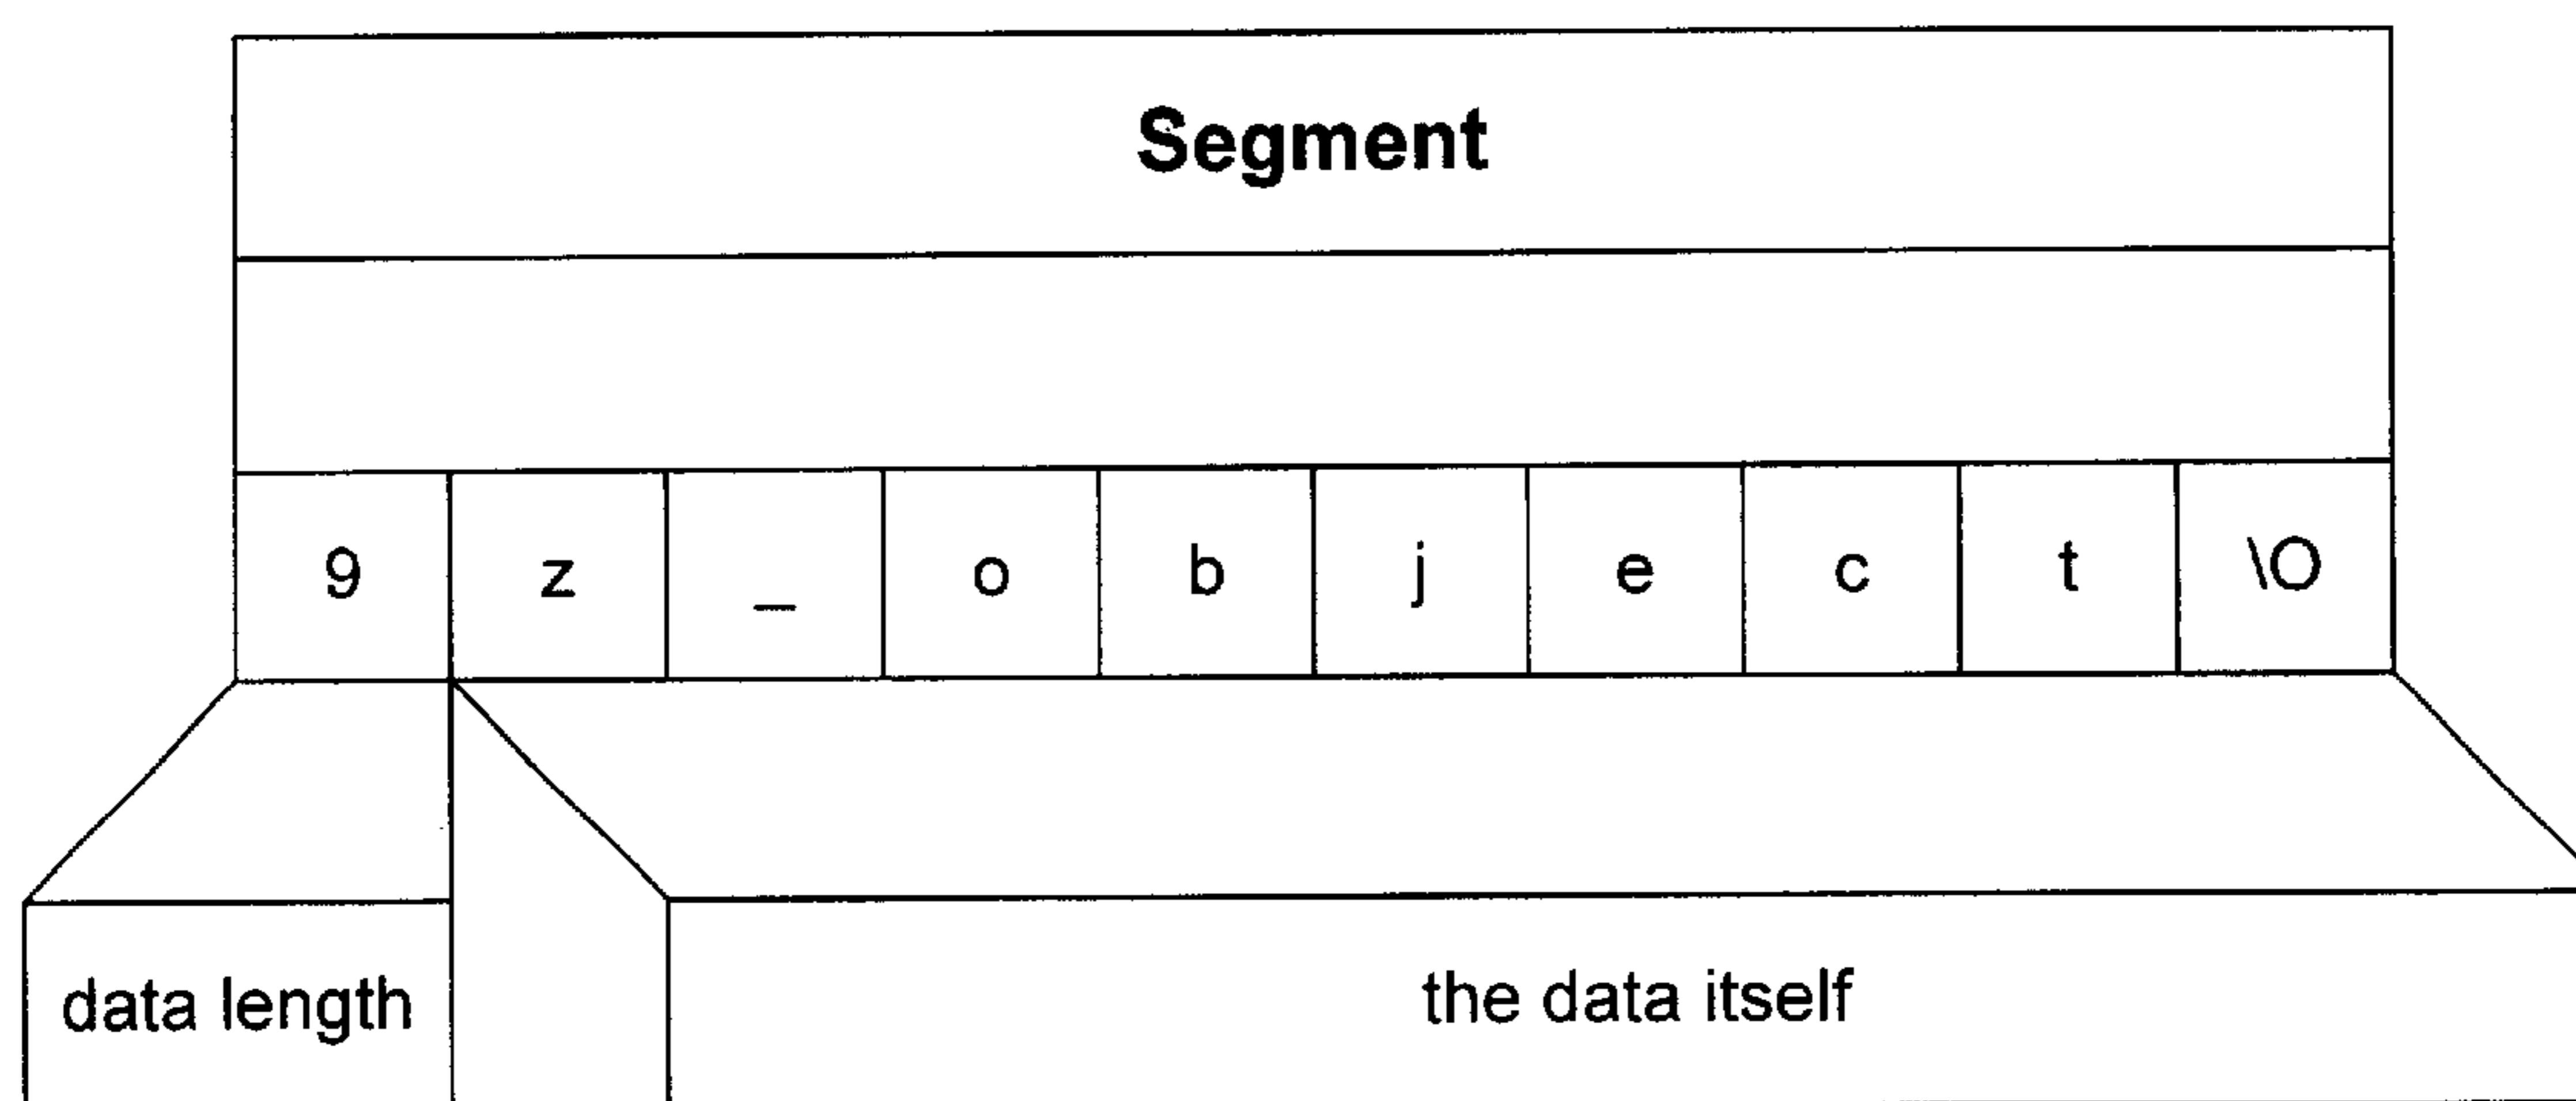 Segment
9 z _ o b j e c t \O
data length the data itself